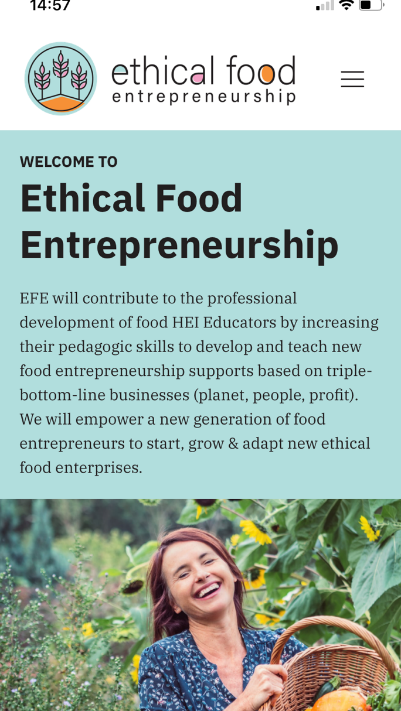 14:57
ethical food
entrepreneurship
WELCOME TO
Ethical Food
Entrepreneurship
EFE will contribute to the professional
development of food HEI Educators by increasing
their pedagogic skills to develop and teach new
food entrepreneurship supports based on triple-
bottom-line businesses (planet, people, profit).
We will empower a new generation of food
entrepreneurs to start, grow & adapt new ethical
food enterprises.